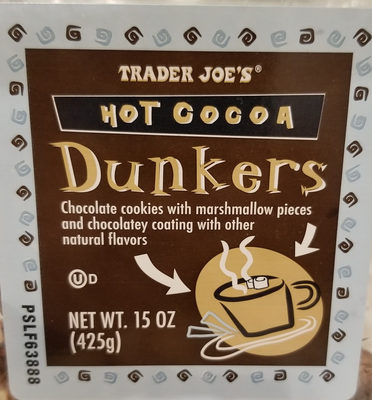 TRADER JOE'S®
HOT COCOA
Dunkers
Chocolate cookies with marshmallow pieces
and chocolatey coating with other
natural flavors
U D
NET WT. 15 OZ
(425g)
PSLF63888